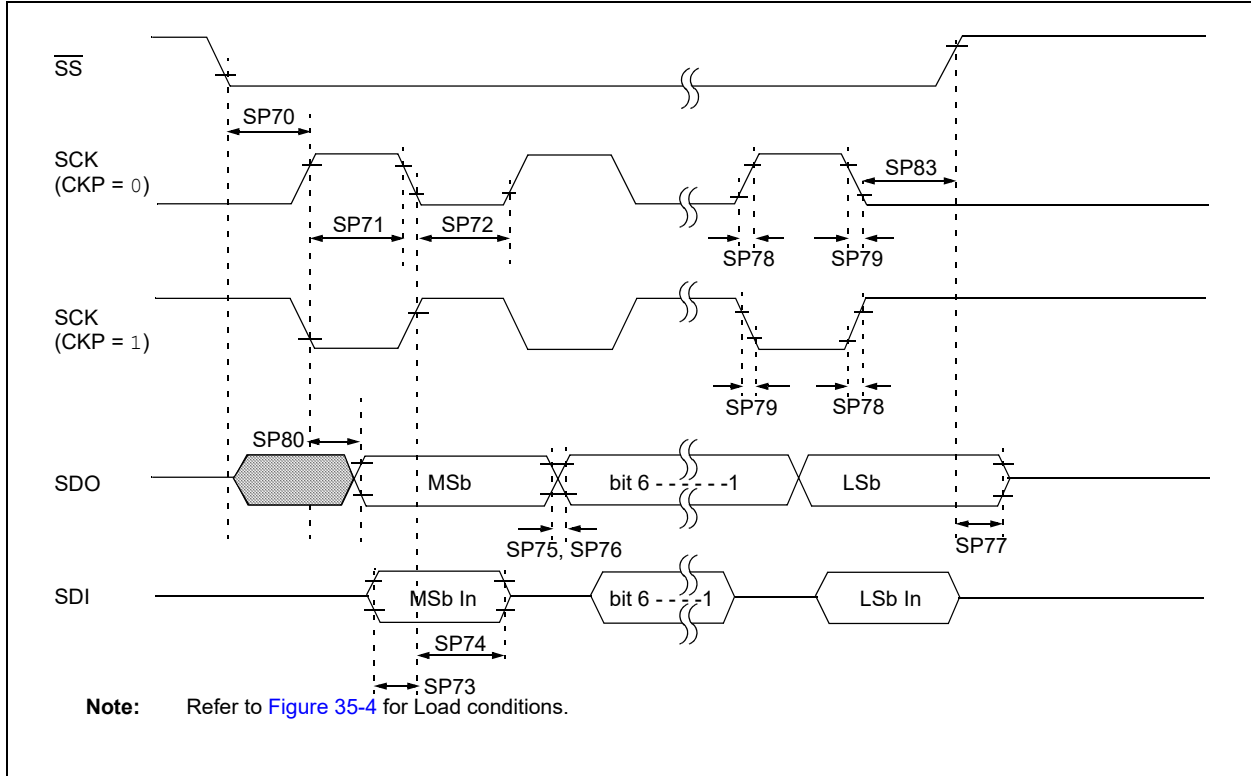 SS
SP70
SCK
(CKP = 0)
SP83
SP71
SP72
SP78
SP79
SCK
(CKP = 1)
SP79
SP78
SP80
SDO
MSb
bit 6 - - - - - -1
LSb
SP75, SP76
SP77
SDI
MSb In
bit 6 - - - -1
LSb In
SP74
SP73
Note: Refer to Figure 35-4 for Load conditions.